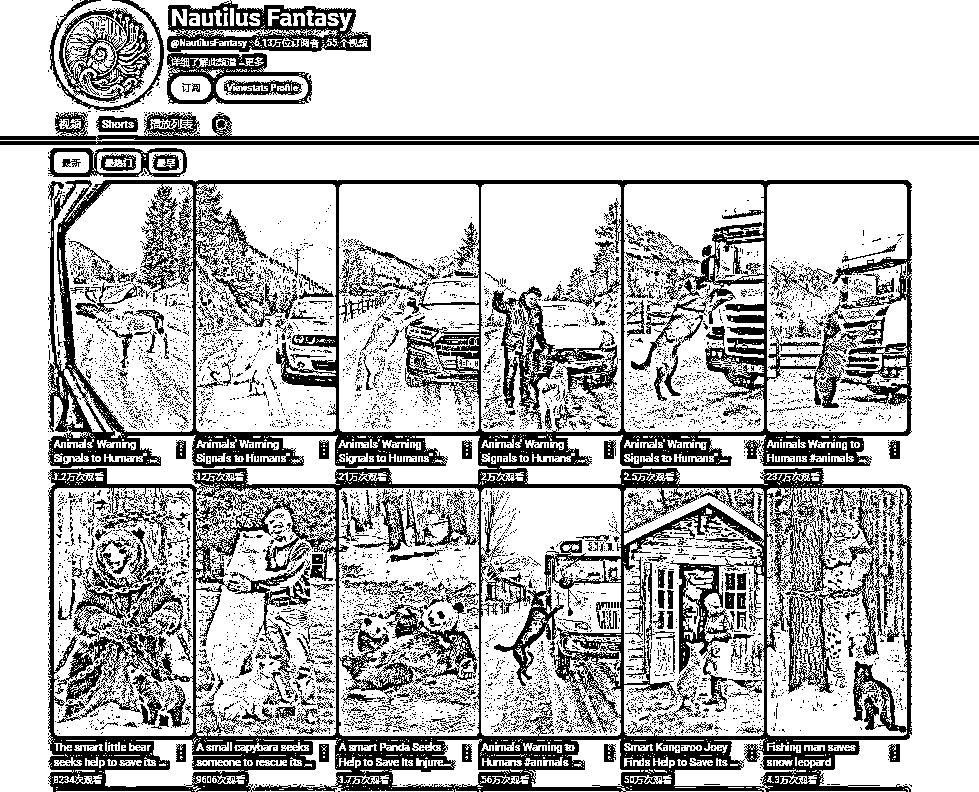 Nautilus Fantasy
@NautilusFantasy · 6.13万位订阅者 · 55 个视频
详细了解此频道 ...更多
订阅 Viewstats Profile
视频 Shorts 播放列表
最新 最热门 最早
Animals' Warning Signals to Humans"...
Animals' Warning Signals to Humans"...
Animals' Warning Signals to Humans"...
Animals' Warning Signals to Humans"...
Animals' Warning Signals to Humans"...
Animals Warning to Humans #animals ...
1.2万次观看 12万次观看 21万次观看 2万次观看 2.5万次观看 237万次观看
The smart little bear seeks help to save its ...
A small capybara seeks someone to rescue its ...
A smart Panda Seeks Help to Save Its Injure...
Animals Warning to Humans #animals ...
Smart Kangaroo Joey Finds Help to Save Its ...
Fishing man saves snow leopard
8234次观看 9606次观看 1.7万次观看 56万次观看 50万次观看 4.3万次观看